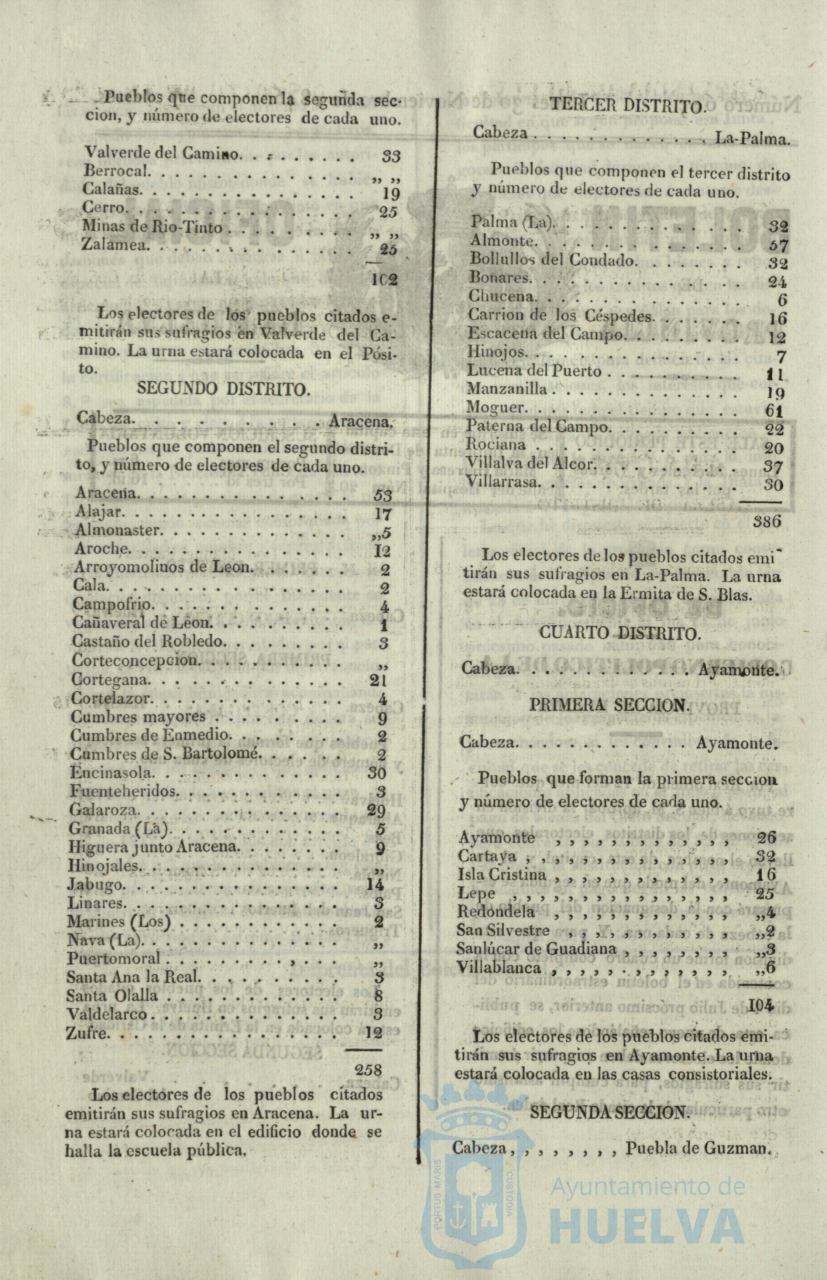 Pueblos que componen la segunda sec-
cion, y número de electores de cada uno.
Valverde del Camino. . . . . . . . . 33
Berrocal. . . . . . . . . . . . . . „ „
Calañas. . . . . . . . . . . . . . . 19
Cerro. . . . . . . . . . . . . . . . 25
Minas de Rio-Tinto . . . . . . . . . „ „
Zalamea. . . . . . . . . . . . . . . 25
102
Los electores de los pueblos citados e-
mitirán sus sufragios en Valverde del Ca-
mino. La urna estará colocada en el Pósi-
to.
SEGUNDO DISTRITO.
Cabeza. . . . . . . . . . Aracena.
Pueblos que componen el segundo distri-
to, y número de electores de cada uno.
Aracena. . . . . . . . . . . . . . . 53
Alajar. . . . . . . . . . . . . . . . 17
Almonaster. . . . . . . . . . . . . „5
Aroche. . . . . . . . . . . . . . . 12
Arroyomolinos de Leon. . . . . . . 2
Cala. . . . . . . . . . . . . . . . . 2
Campofrio. . . . . . . . . . . . . 4
Cañaveral de Leon. . . . . . . . . 1
Castaño del Robledo. . . . . . . . 3
Corteconcepcion. . . . . . . . . . „
Cortegana. . . . . . . . . . . . . 21
Cortelazor. . . . . . . . . . . . . 4
Cumbres mayores . . . . . . . . . 9
Cumbres de Enmedio. . . . . . . . 2
Cumbres de S. Bartolomé. . . . . . 2
Encinasola. . . . . . . . . . . . . 30
Fuenteheridos. . . . . . . . . . . 3
Galaroza. . . . . . . . . . . . . . 29
Granada (La). . . . . . . . . . . . 5
Higuera junto Aracena. . . . . . . 9
Hinojales. . . . . . . . . . . . . . „
Jabugo. . . . . . . . . . . . . . . 14
Linares. . . . . . . . . . . . . . . 3
Marines (Los) . . . . . . . . . . . 2
Nava (La). . . . . . . . . . . . . „
Puertomoral . . . . . . . . . . . . „
Santa Ana la Real. . . . . . . . . 3
Santa Olalla . . . . . . . . . . . 8
Valdelarco. . . . . . . . . . . . . 3
Zufre. . . . . . . . . . . . . . . 12
258
Los electores de los pueblos citados
emitirán sus sufragios en Aracena. La ur-
na estará colocada en el edificio donde se
halla la escuela pública.
TERCER DISTRITO.
Cabeza . . . . . . . . . . . . . La-Palma.
Pueblos que componen el tercer distrito
y número de electores de cada uno.
Palma (La). . . . . . . . . . . . . 32
Almonte. . . . . . . . . . . . . . 57
Bollullos del Condado. . . . . . . 32
Bonares. . . . . . . . . . . . . . 24
Chucena. . . . . . . . . . . . . . 6
Carrion de los Céspedes. . . . . . 16
Escacena del Campo. . . . . . . . 12
Hinojos. . . . . . . . . . . . . . 7
Lucena del Puerto . . . . . . . . 11
Manzanilla . . . . . . . . . . . . 19
Moguer. . . . . . . . . . . . . . 61
Paterna del Campo. . . . . . . . . 22
Rociana . . . . . . . . . . . . . 20
Villalva del Alcor. . . . . . . . . 37
Villarrasa. . . . . . . . . . . . . 30
386
Los electores de los pueblos citados emi-
tirán sus sufragios en La-Palma. La urna
estará colocada en la Ermita de S. Blas.
CUARTO DISTRITO.
Cabeza. . . . . . . . . . . . Ayamonte.
PRIMERA SECCION.
Cabeza. . . . . . . . . . . . . Ayamonte.
Pueblos que forman la primera seccion
y número de electores de cada uno.
Ayamonte , , , , , , , , , , , , , 26
Cartaya , , , , , , , , , , , , , , , 32
Isla Cristina , , , , , , , , , , , , , 16
Lepe , , , , , , , , , , , , , , , , 25
Redondela , , , , , , , , , , , , , „4
San Silvestre , , , , , , , , , , , , „2
Sanlúcar de Guadiana , , , , , , , , „3
Villablanca , , , , , , , , , , , , , „6
104
Los electores de los pueblos citados emi-
tirán sus sufragios en Ayamonte. La urna
estará colocada en las casas consistoriales.
SEGUNDA SECCION.
Cabeza , , , , , , , , Puebla de Guzman.
PORTUS MARIS
CUSTODIA
Ayuntamiento de
HUELVA